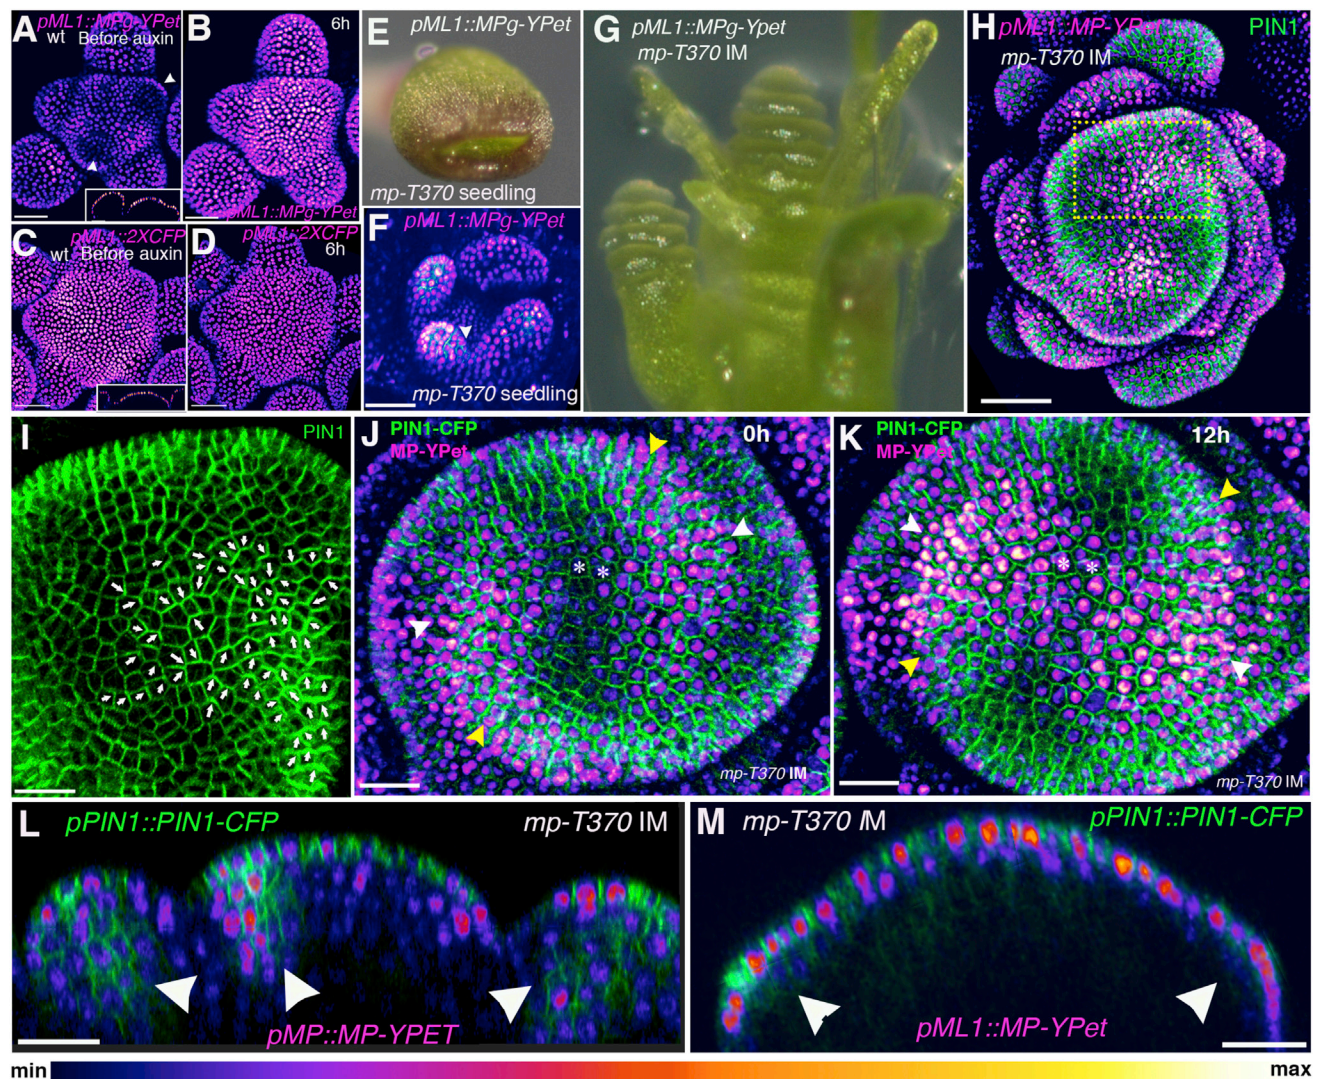 A pML1::MPg-YPet
wt Before auxin
B 6h
pML1::MPg-YPet
C pML1::2XCFP
wt Before auxin
D pML1::2XCFP
6h
E pML1::MPg-YPet
mp-T370 seedling
F pML1::MPg-YPet
mp-T370 seedling
G pML1::MPg-Ypet
mp-T370 IM
H pML1::MP-YPet PIN1
mp-T370 IM
I PIN1
J PIN1-CFP 0h
MP-YPet
* *
mp-T370 IM
K PIN1-CFP 12h
MP-YPet
* *
mp-T370 IM
L pPIN1::PIN1-CFP mp-T370 IM
pMP::MP-YPET
M mp-T370 IM pPIN1::PIN1-CFP
pML1::MP-YPet
min max